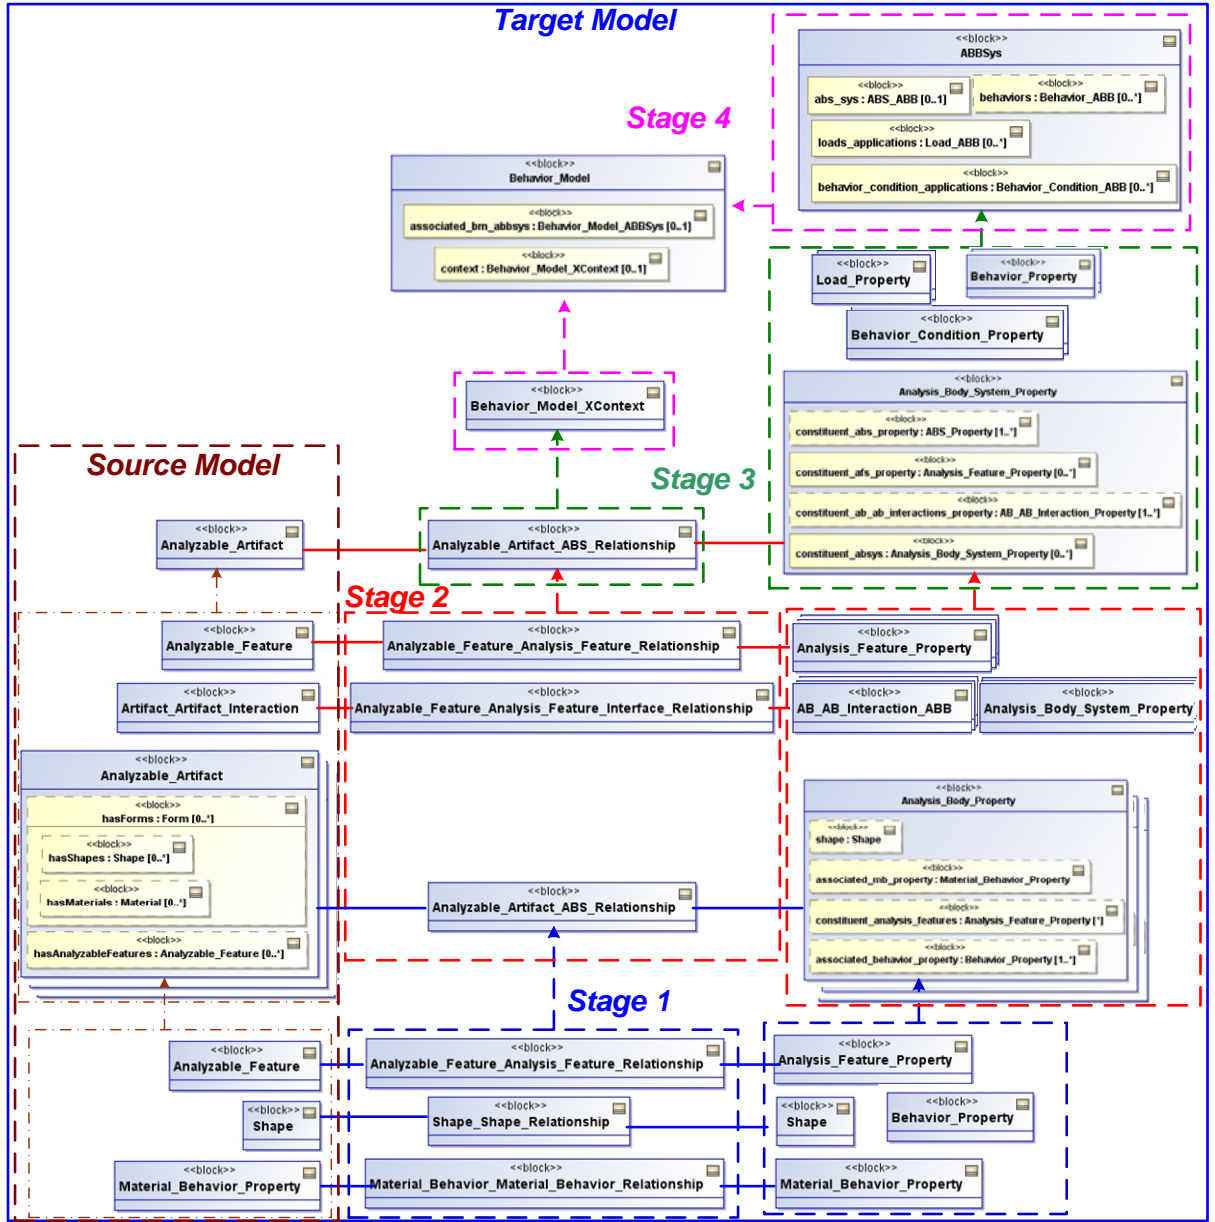 Target Model
<<block>>
ABBSys
<<block>>
abs_sys : ABS_ABB [0..1]
<<block>>
behaviors : Behavior_ABB [0..*]
<<block>>
loads_applications : Load_ABB [0..*]
<<block>>
behavior_condition_applications : Behavior_Condition_ABB [0..*]
Stage 4
<<block>>
Behavior_Model
<<block>>
associated_bm_abbsys : Behavior_Model_ABBSys [0..1]
<<block>>
context : Behavior_Model_XContext [0..1]
<<block>>
Load_Property
<<block>>
Behavior_Property
<<block>>
Behavior_Condition_Property
<<block>>
Behavior_Model_XContext
<<block>>
Analysis_Body_System_Property
<<block>>
constituent_abs_property : ABS_Property [1..*]
<<block>>
constituent_afs_property : Analysis_Feature_Property [0..*]
<<block>>
constituent_ab_ab_interactions_property : AB_AB_Interaction_Property [1..*]
<<block>>
constituent_absys : Analysis_Body_System_Property [0..*]
Source Model
Stage 3
<<block>>
Analyzable_Artifact
<<block>>
Analyzable_Artifact_ABS_Relationship
Stage 2
<<block>>
Analyzable_Feature
<<block>>
Analyzable_Feature_Analysis_Feature_Relationship
<<block>>
Analysis_Feature_Property
<<block>>
Artifact_Artifact_Interaction
<<block>>
Analyzable_Feature_Analysis_Feature_Interface_Relationship
<<block>>
AB_AB_Interaction_ABB
<<block>>
Analysis_Body_System_Property
<<block>>
Analyzable_Artifact
<<block>>
hasForms : Form [0..*]
<<block>>
hasShapes : Shape [0..*]
<<block>>
hasMaterials : Material [0..*]
<<block>>
hasAnalyzableFeatures : Analyzable_Feature [0..*]
<<block>>
Analyzable_Artifact_ABS_Relationship
<<block>>
Analysis_Body_Property
<<block>>
shape : Shape
<<block>>
associated_mb_property : Material_Behavior_Property
<<block>>
constituent_analysis_features : Analysis_Feature_Property [*]
<<block>>
associated_behavior_property : Behavior_Property [1..*]
Stage 1
<<block>>
Analyzable_Feature
<<block>>
Analyzable_Feature_Analysis_Feature_Relationship
<<block>>
Analysis_Feature_Property
<<block>>
Shape
<<block>>
Shape_Shape_Relationship
<<block>>
Shape
<<block>>
Behavior_Property
<<block>>
Material_Behavior_Property
<<block>>
Material_Behavior_Material_Behavior_Relationship
<<block>>
Material_Behavior_Property